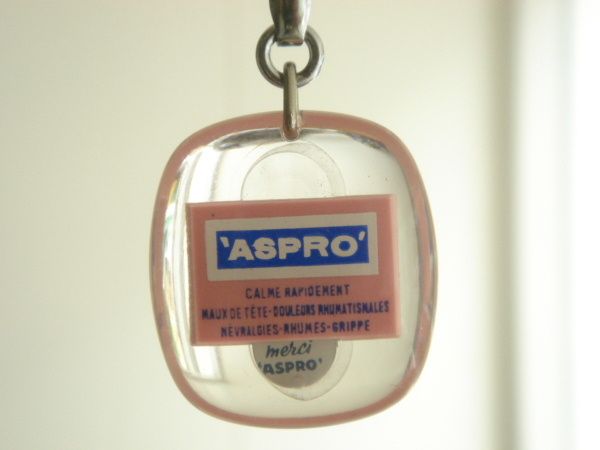 'ASPRO'
CALME RAPIDEMENT
MAUX DE TÊTE-DOULEURS RHUMATISMALES
NÉVRALGIES-RHUMES-GRIPPE
merci
'ASPRO'